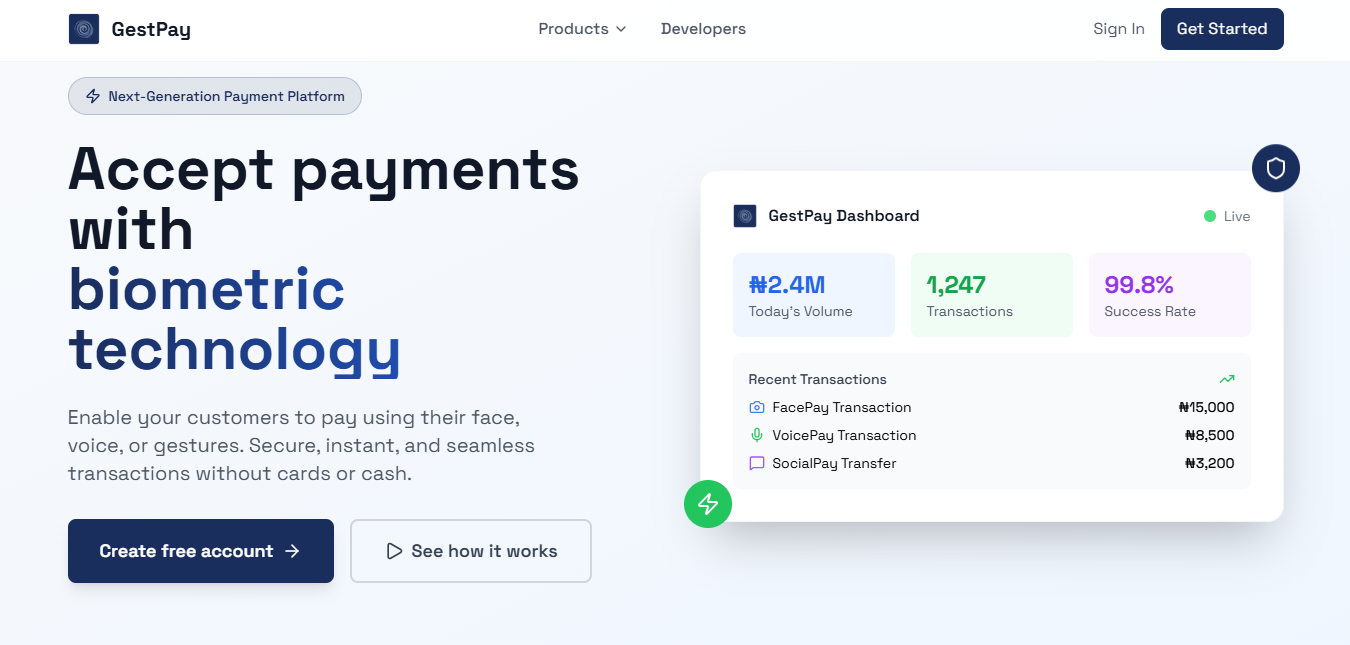 GestPay
Products
Developers
Sign In
Get Started
Next-Generation Payment Platform
Accept payments
with
biometric
technology
Enable your customers to pay using their face,
voice, or gestures. Secure, instant, and seamless
transactions without cards or cash.
Create free account
See how it works
GestPay Dashboard
Live
₦2.4M
Today's Volume
1,247
Transactions
99.8%
Success Rate
Recent Transactions
FacePay Transaction ₦15,000
VoicePay Transaction ₦8,500
SocialPay Transfer ₦3,200